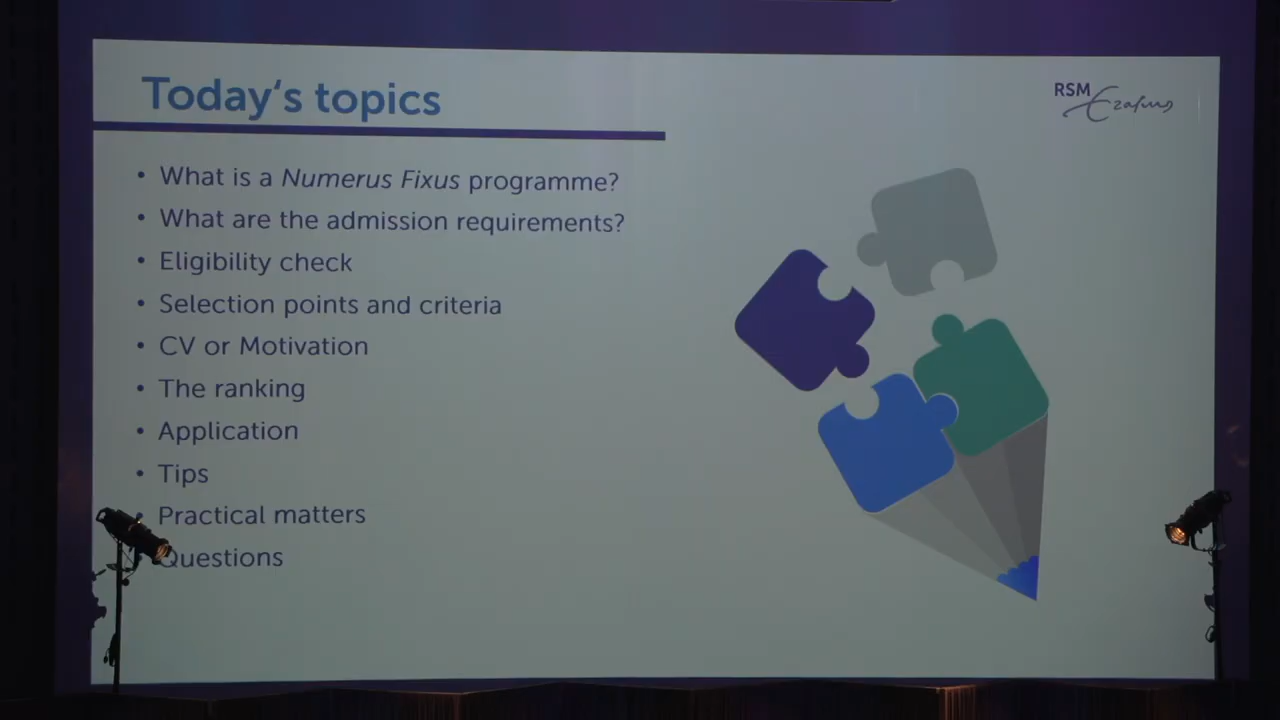 Today's topics
RSM
Erasmus
• What is a Numerus Fixus programme?
• What are the admission requirements?
• Eligibility check
• Selection points and criteria
• CV or Motivation
• The ranking
• Application
• Tips
• Practical matters
Questions